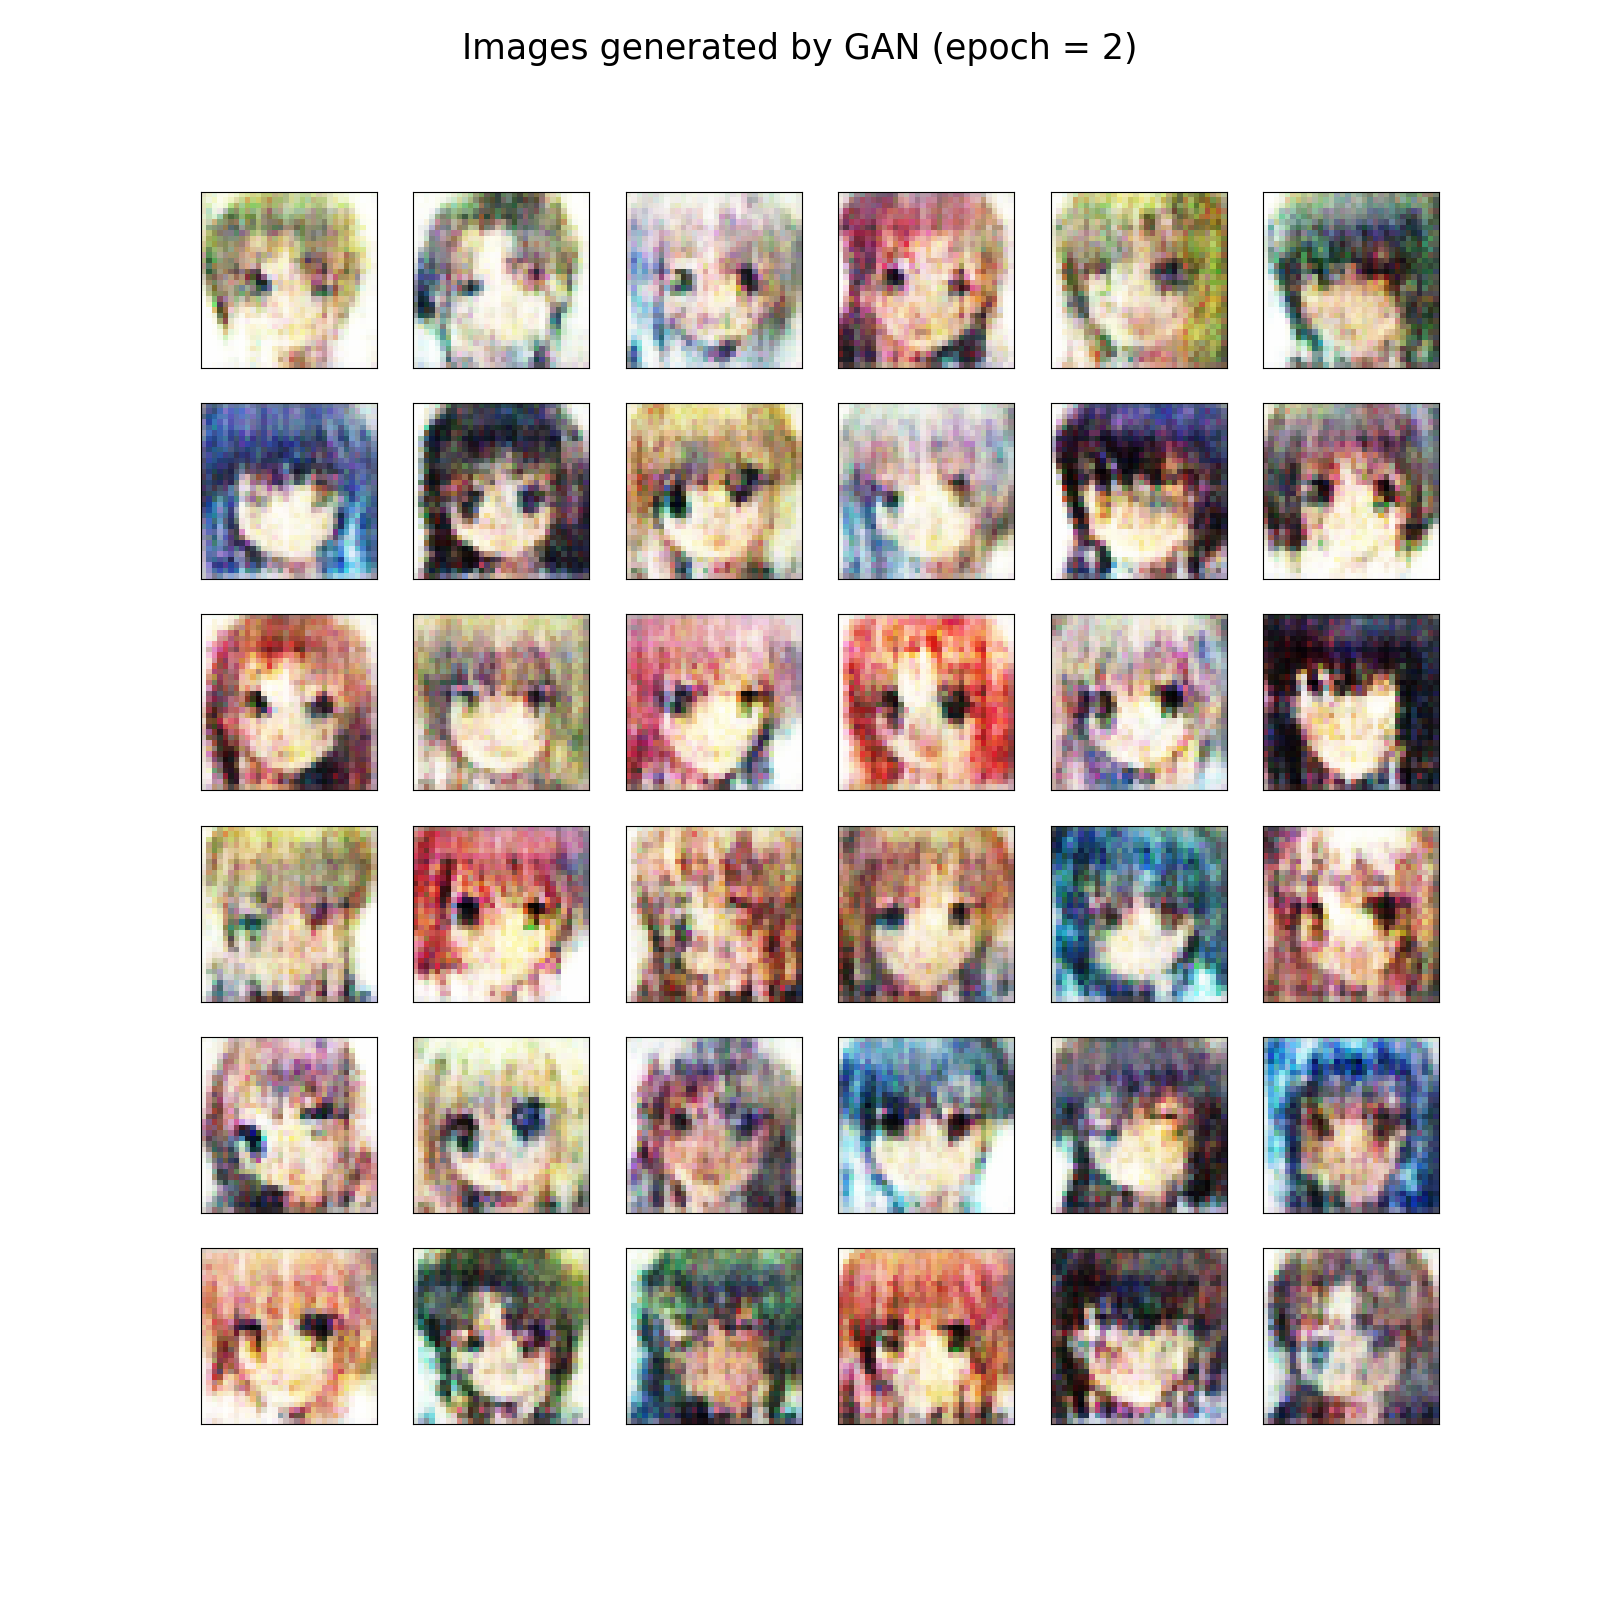 Images generated by GAN (epoch = 2)